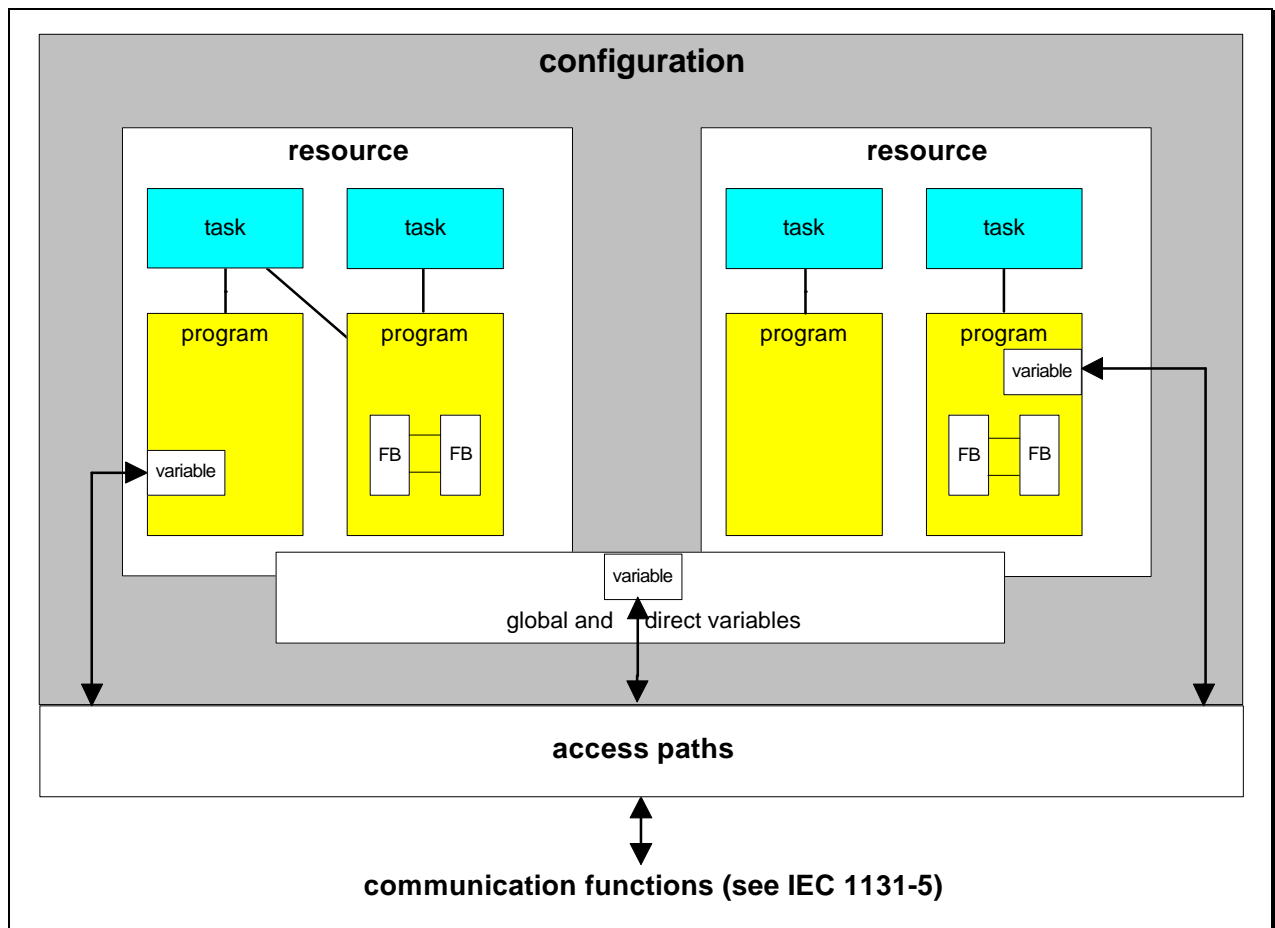 configuration
resource
resource
task
task
task
task
program
program
program
program
variable
FB
FB
FB
FB
variable
variable
global and direct variables
access paths
communication functions (see IEC 1131-5)